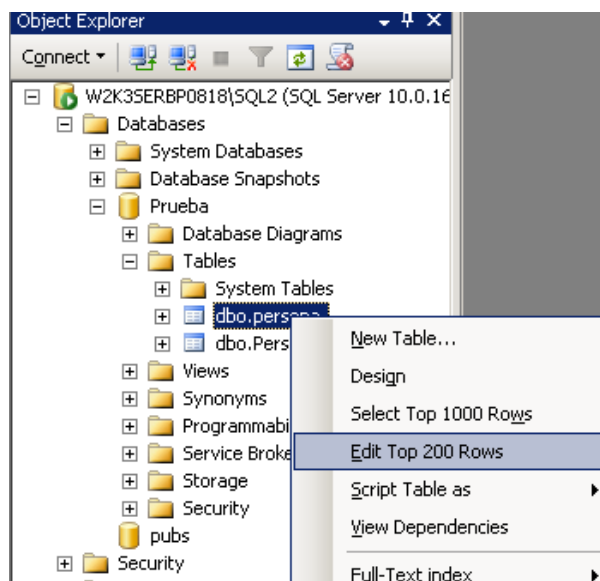 Object Explorer
Connect
W2K3SERBP0818\SQL2 (SQL Server 10.0.16
Databases
System Databases
Database Snapshots
Prueba
Database Diagrams
Tables
System Tables
dbo.persona
dbo.Pers
Views
Synonyms
Programmabi
Service Broke
Storage
Security
pubs
Security
New Table...
Design
Select Top 1000 Rows
Edit Top 200 Rows
Script Table as
View Dependencies
Full-Text index